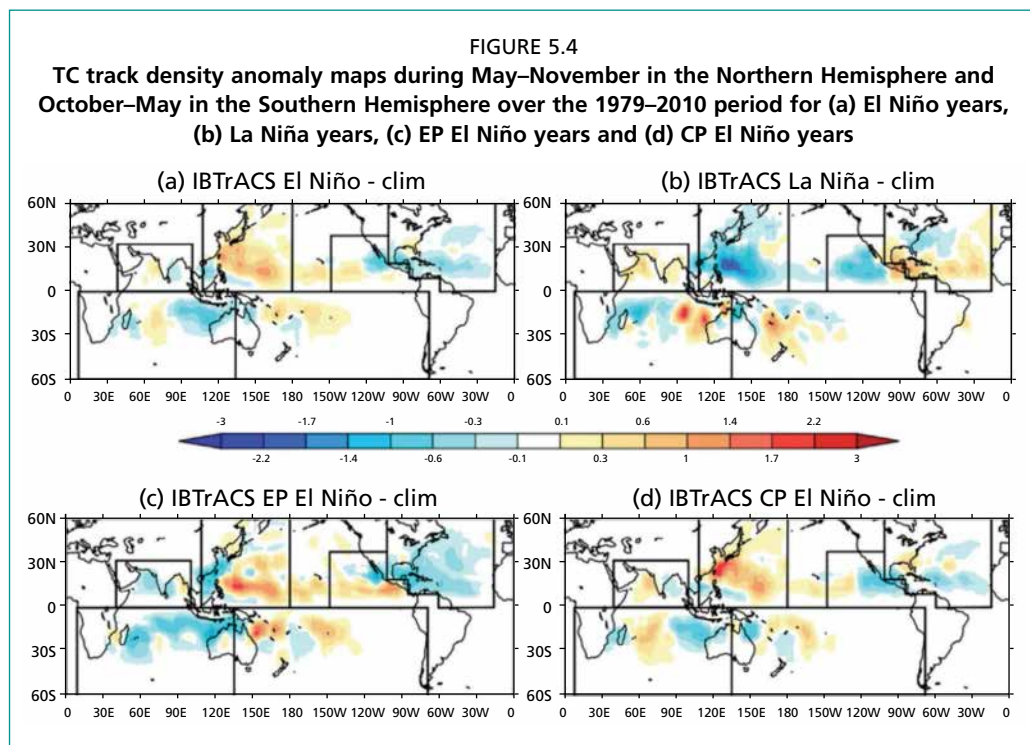 FIGURE 5.4
TC track density anomaly maps during May–November in the Northern Hemisphere and
October–May in the Southern Hemisphere over the 1979–2010 period for (a) El Niño years,
(b) La Niña years, (c) EP El Niño years and (d) CP El Niño years
(a) IBTrACS El Niño - clim
60N
30N
0
30S
60S
0 30E 60E 90E 120E 150E 180 150W 120W 90W 60W 30W 0
(b) IBTrACS La Niña - clim
60N
30N
0
30S
60S
0 30E 60E 90E 120E 150E 180 150W 120W 90W 60W 30W 0
-3 -1.7 -1 -0.3 0.1 0.6 1.4 2.2
-2.2 -1.4 -0.6 -0.1 0.3 1 1.7 3
(c) IBTrACS EP El Niño - clim
60N
30N
0
30S
60S
0 30E 60E 90E 120E 150E 180 150W 120W 90W 60W 30W 0
(d) IBTrACS CP El Niño - clim
60N
30N
0
30S
60S
0 30E 60E 90E 120E 150E 180 150W 120W 90W 60W 30W 0